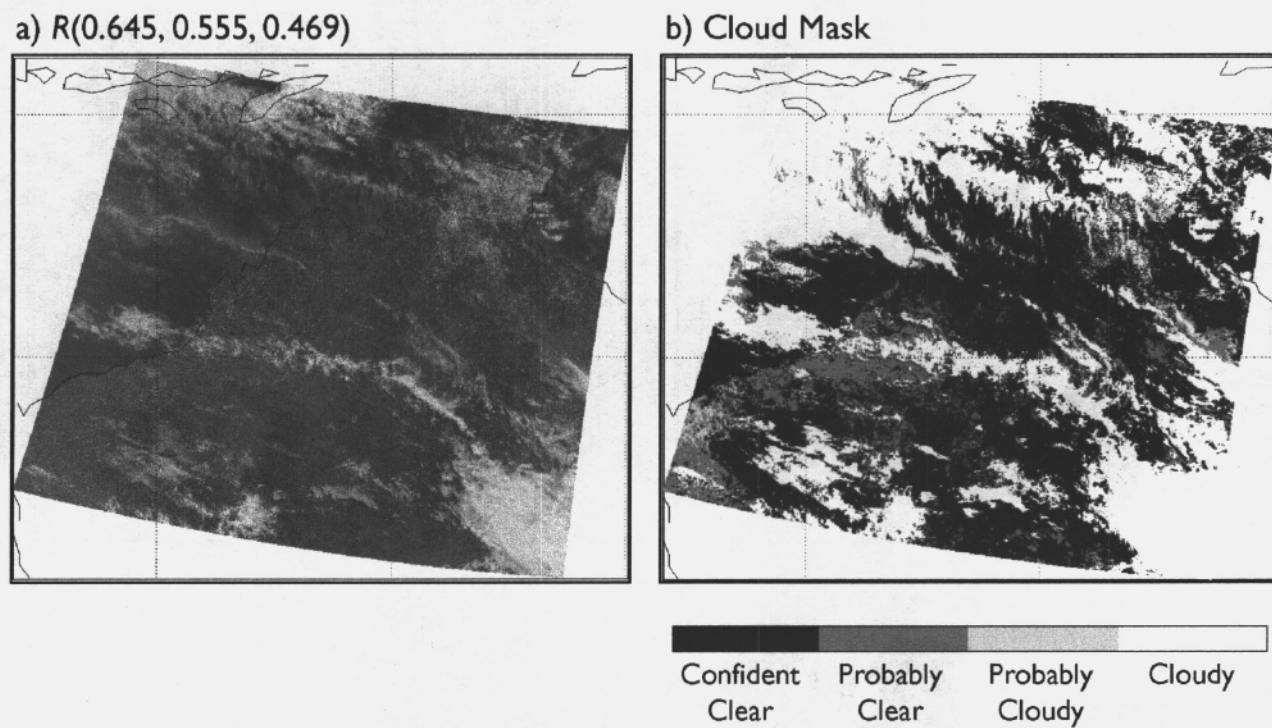 a) R(0.645, 0.555, 0.469)
b) Cloud Mask
Confident Clear
Probably Clear
Probably Cloudy
Cloudy